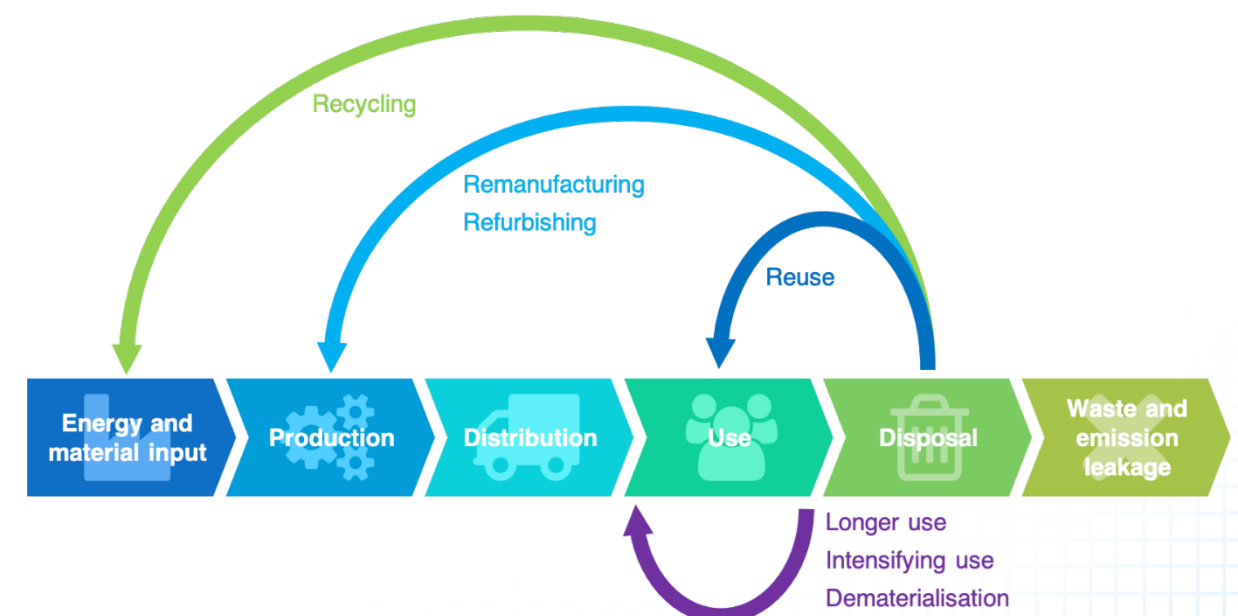 Recycling
Remanufacturing
Refurbishing
Reuse
Energy and
material input
Production
Distribution
Use
Disposal
Waste and
emission
leakage
Longer use
Intensifying use
Dematerialisation